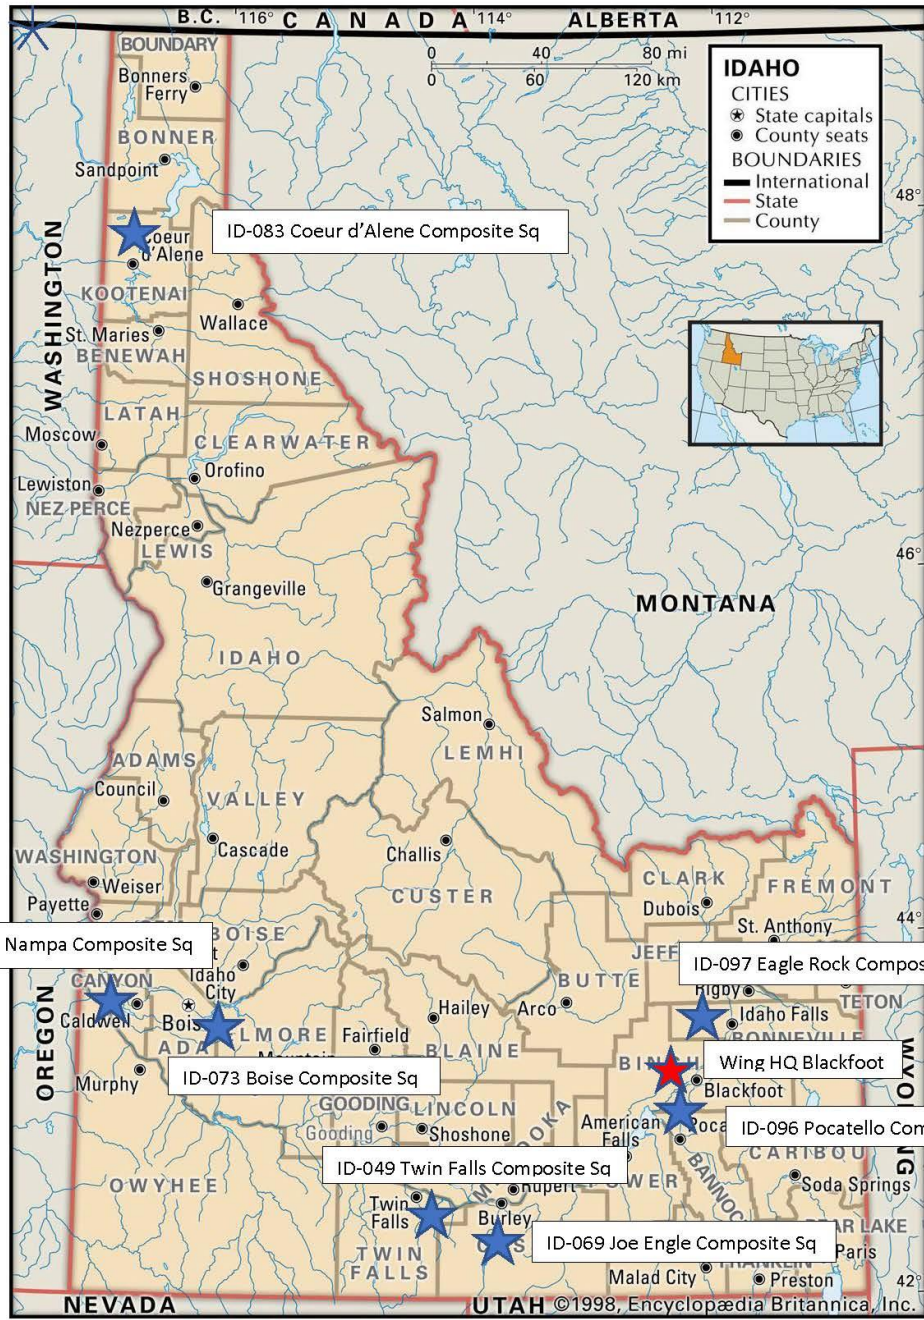 B.C.
116°
CANADA
114°
ALBERTA
112°
BOUNDARY
Bonners
Ferry
0 40 80 mi
0 60 120 km
IDAHO
CITIES
State capitals
County seats
BOUNDARIES
International
State
County
BONNER
Sandpoint
48°
ID-083 Coeur d'Alene Composite Sq
Coeur
d'Alene
WASHINGTON
KOOTENAI
Wallace
St. Maries
BENEWAH
SHOSHONE
LATAH
Moscow
CLEARWATER
Orofino
Lewiston
NEZ PERCE
Nezperce
LEWIS
46°
Grangeville
MONTANA
IDAHO
Salmon
LEMHI
ADAMS
Council
VALLEY
Cascade
Challis
WASHINGTON
Weiser
CUSTER
CLARK
FREMONT
Payette
Dubois
St. Anthony
44°
Nampa Composite Sq
BOISE
JEFF
ID-097 Eagle Rock Compos
Idaho
City
CANYON
BUTTE
Rigby
TETON
Caldwell
Bois
Hailey
Arco
Idaho Falls
OREGON
ADA
LMORE
Fairfield
BLAINE
BONNEVILLE
Mountain
BINGH
Wing HQ Blackfoot
Murphy
ID-073 Boise Composite Sq
Blackfoot
GOODING
LINCOLN
Gooding
Shoshone
American
Falls
Poca
ID-096 Pocatello Com
CARIBOU
ID-049 Twin Falls Composite Sq
POWER
BANNOC
Soda Springs
OWYHEE
Rupert
Twin
Falls
Burley
TWIN
FALLS
ID-069 Joe Engle Composite Sq
BEAR LAKE
Paris
FRANKLIN
Malad City
Preston
42°
NEVADA
UTAH
©1998, Encyclopædia Britannica, Inc.